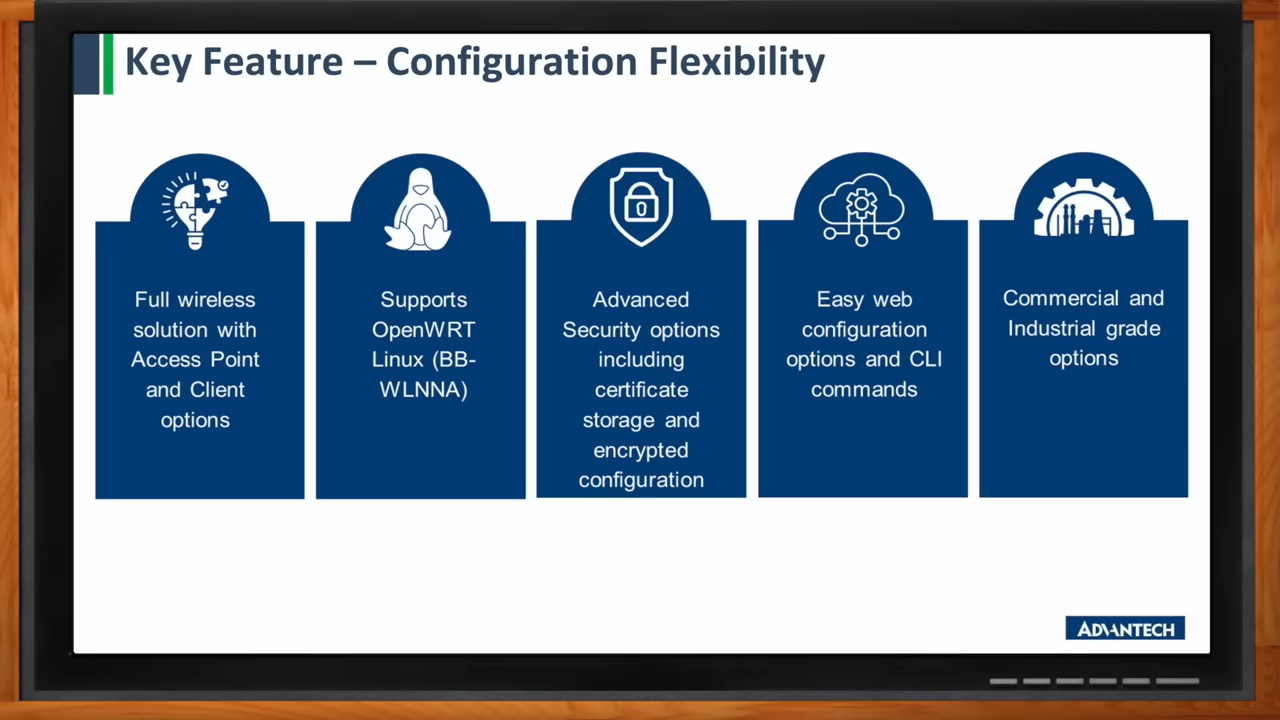 Key Feature – Configuration Flexibility
Full wireless
solution with
Access Point
and Client
options
Supports
OpenWRT
Linux (BB-
WLNNA)
Advanced
Security options
including
certificate
storage and
encrypted
configuration
Easy web
configuration
options and CLI
commands
Commercial and
Industrial grade
options
ADVANTECH